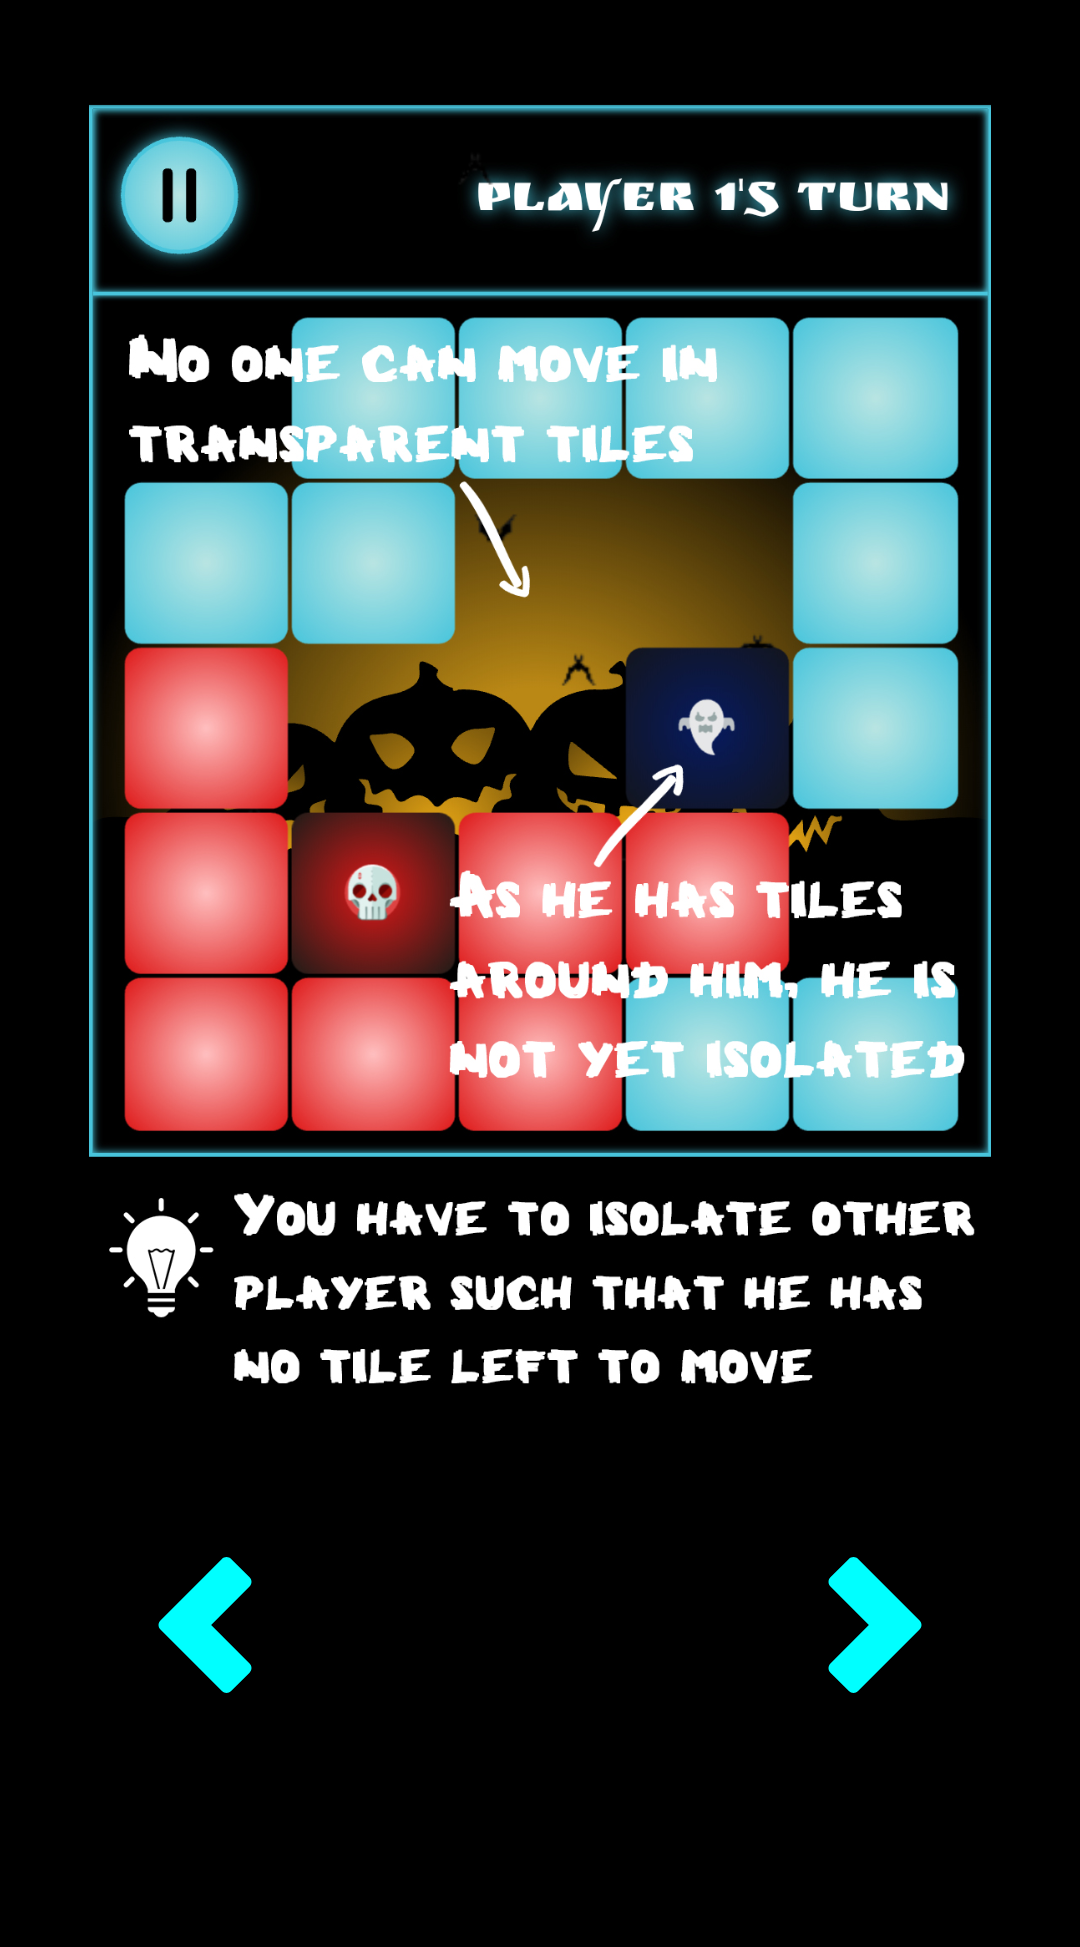 PLAYER 1'S TURN
NO ONE CAN MOVE IN
TRANSPARENT TILES
AS HE HAS TILES
AROUND HIM, HE IS
NOT YET ISOLATED
YOU HAVE TO ISOLATE OTHER
PLAYER SUCH THAT HE HAS
NO TILE LEFT TO MOVE